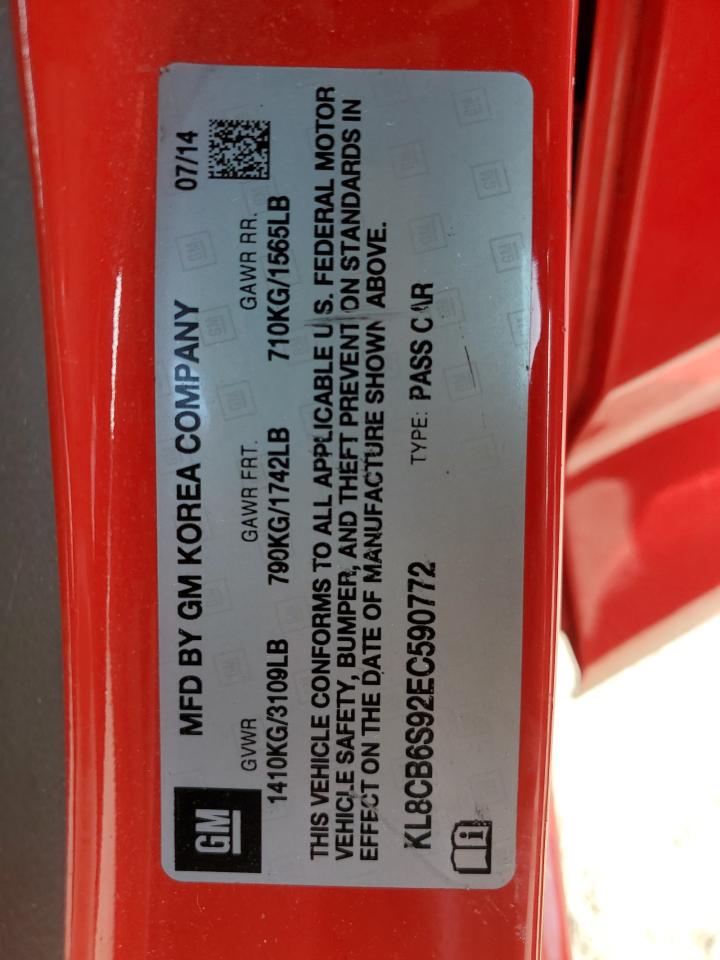 GM
MFD BY GM KOREA COMPANY 07/14
GVWR GAWR FRT. GAWR RR.
1410KG/3109LB 790KG/1742LB 710KG/1565LB
THIS VEHICLE CONFORMS TO ALL APPLICABLE U.S. FEDERAL MOTOR
VEHICLE SAFETY, BUMPER, AND THEFT PREVENTION STANDARDS IN
EFFECT ON THE DATE OF MANUFACTURE SHOWN ABOVE.
KL8CB6S92EC590772 TYPE: PASS CAR